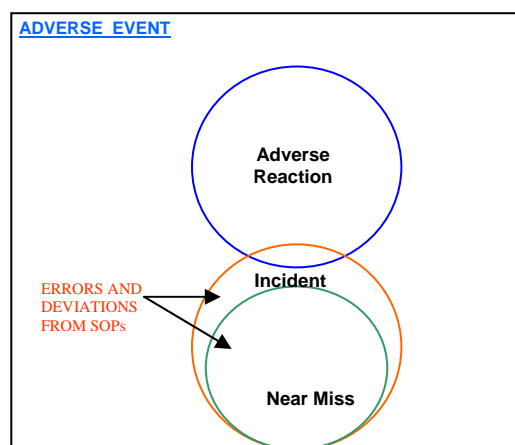 ADVERSE EVENT
Adverse
Reaction
Incident
ERRORS AND
DEVIATIONS
FROM SOPs
Near Miss